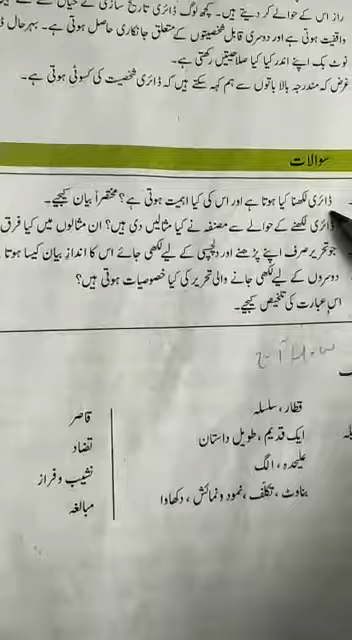 راز اس کے حوالے کر دیتے ہیں۔ کچھ لوگ ڈائری تاریخ سازی کے خیال سے
واقفیت ہوتی ہے اور دوسری قابل شخصیتوں کے متعلق جانکاری حاصل ہوتی ہے۔ بہرحال
نوٹ بک اپنے اندر کیا کیا صلاحیتیں رکھتی ہے۔
غرض کہ مندرجہ بالا باتوں سے ہم کہہ سکتے ہیں کہ ڈائری شخصیت کی کسوٹی ہوتی ہے۔
سوالات
ڈائری لکھنا کیا ہوتا ہے اور اس کی کیا اہمیت ہوتی ہے؟ مختصراً بیان کیجیے۔
ڈائری لکھنے کے حوالے سے مصنفہ نے کیا مثالیں دی ہیں؟ ان مثالوں میں کیا فرق
جو تحریر صرف اپنے پڑھنے اور دلچسپی کے لیے لکھی جائے اس کا انداز بیان کیسا ہوتا
دوسروں کے لیے لکھی جانے والی تحریر کی کیا خصوصیات ہوتی ہیں؟
اس عبارت کی تلخیص کیجیے۔
قطار، سلسلہ
ایک قدیم، طویل داستان
علیحدہ، الگ
بناوٹ، تکلّف، نمود و نمائش، دکھاوا
قاصر
تضاد
نشیب و فراز
مبالغہ